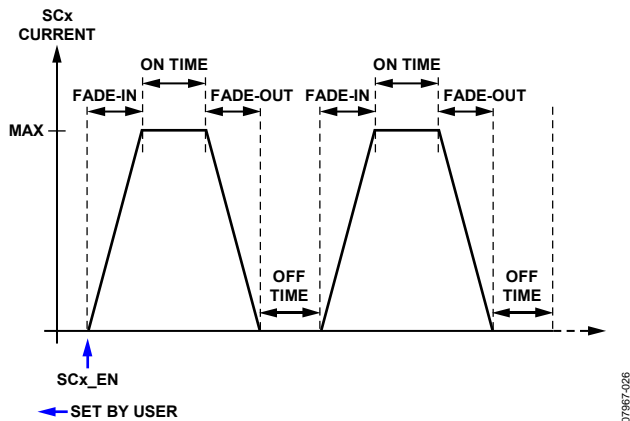 SCx
CURRENT
ON TIME
ON TIME
FADE-IN
FADE-OUT
FADE-IN
FADE-OUT
MAX
OFF
TIME
OFF
TIME
SCx_EN
SET BY USER
07967-026